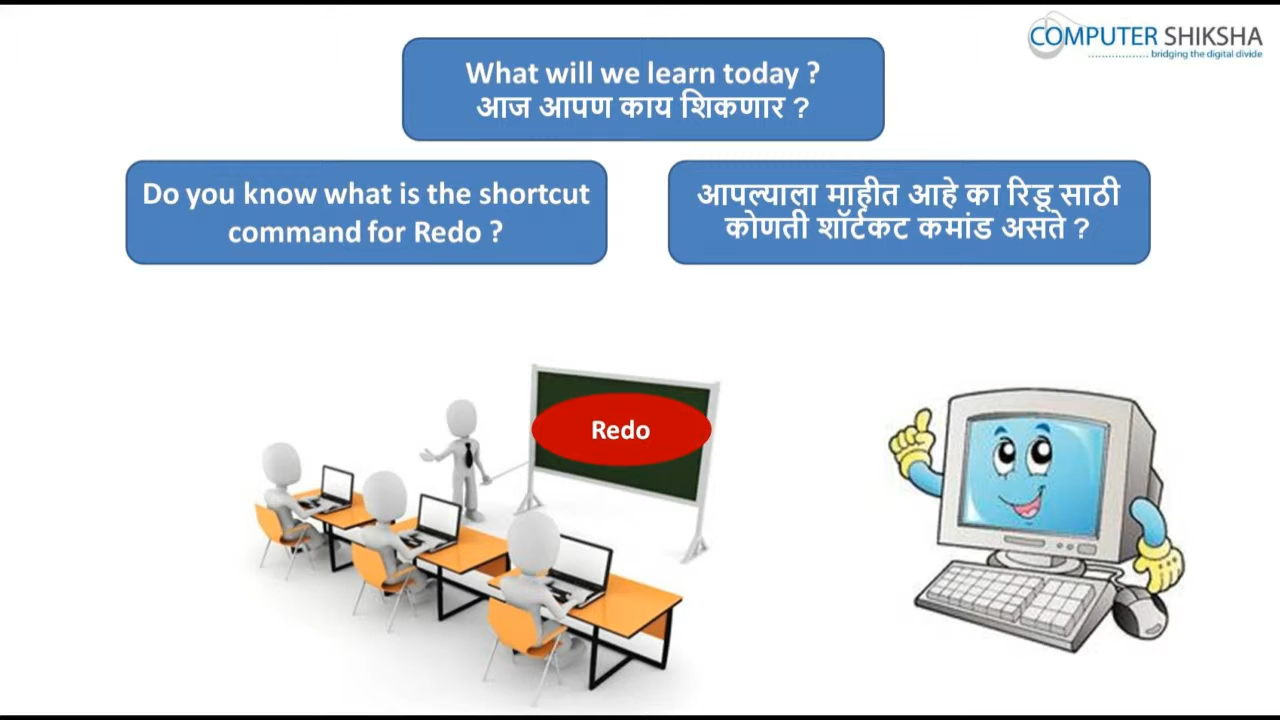 COMPUTER SHIKSHA
bridging the digital divide
What will we learn today ?
आज आपण काय शिकणार ?
Do you know what is the shortcut
command for Redo ?
आपल्याला माहीत आहे का रिडू साठी
कोणती शॉर्टकट कमांड असते ?
Redo